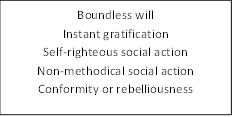 Boundless will
Instant gratification
Self-righteous social action
Non-methodical social action
Conformity or rebelliousness